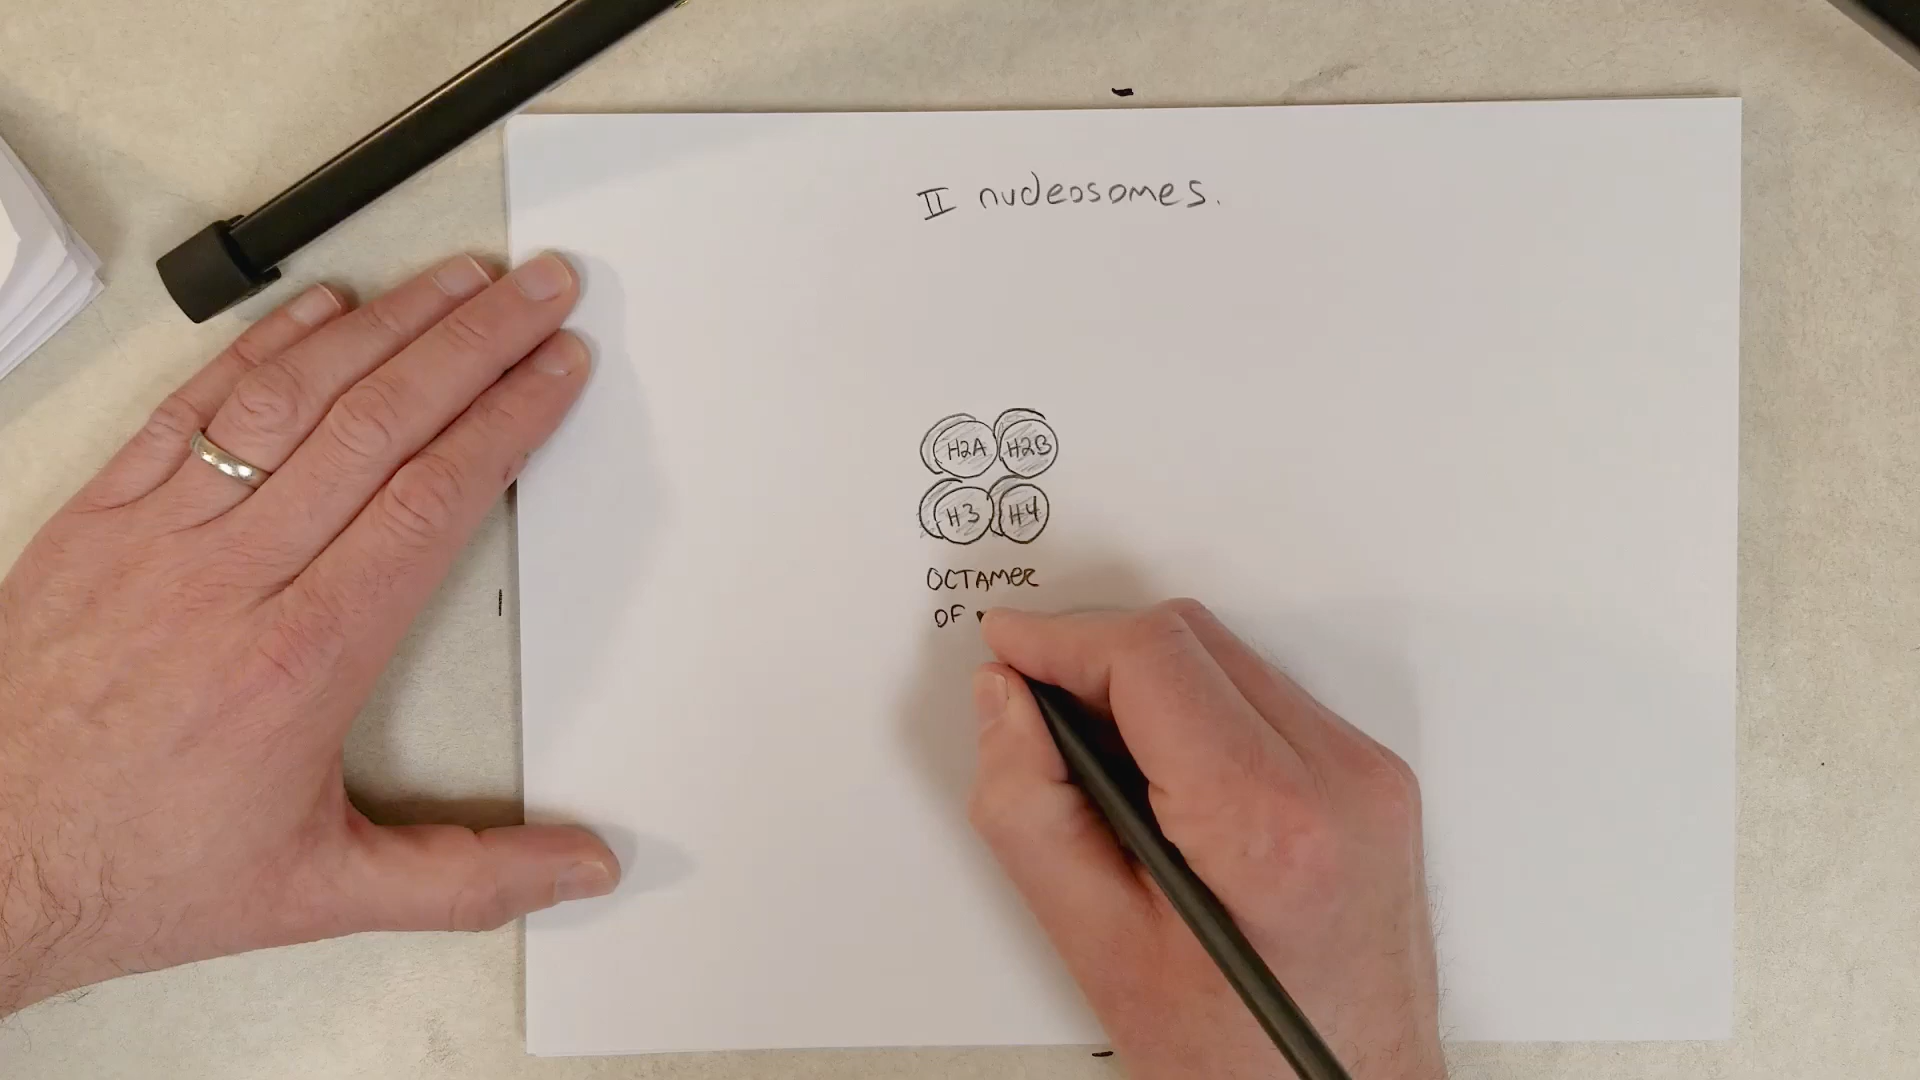 II nucleosomes.
H2A H2B
H3 H4
OCTAMER
OF